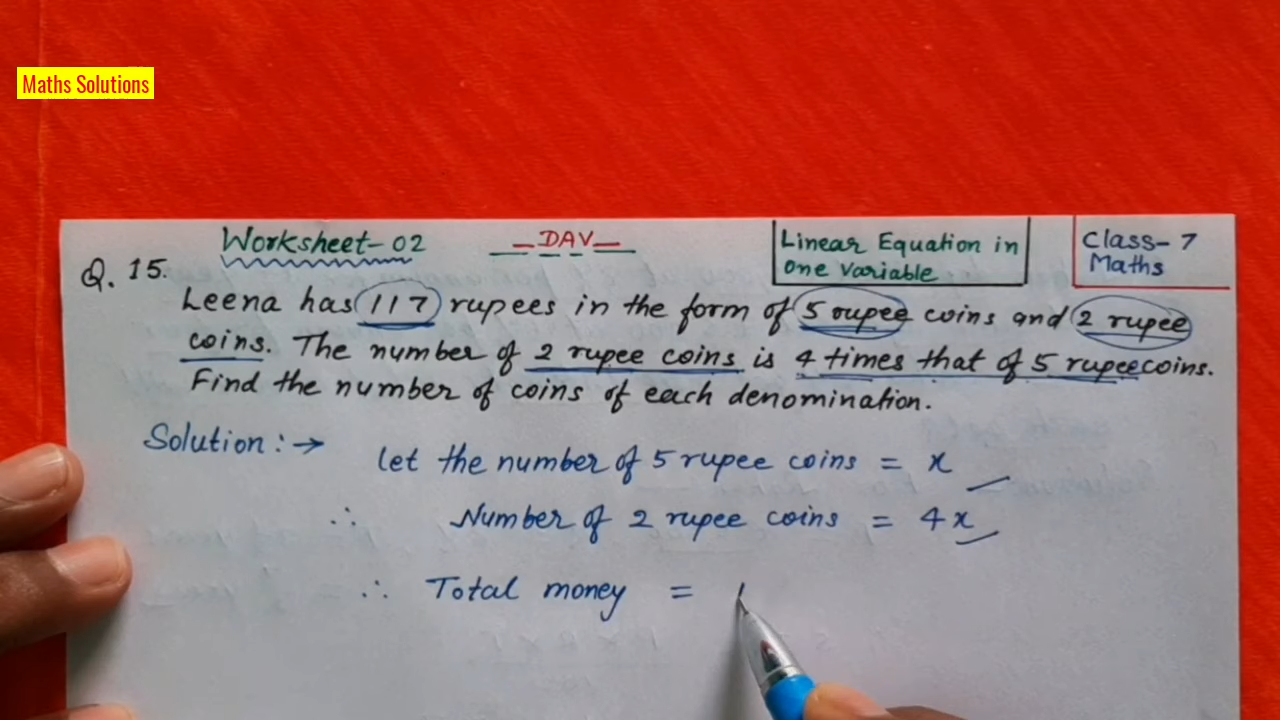 Maths Solutions
Worksheet-02
DAV
Linear Equation in
one Variable
Class-7
Maths
Q. 15.
Leena has 117 rupees in the form of 5 rupee coins and 2 rupee
coins. The number of 2 rupee coins is 4 times that of 5 rupee coins.
Find the number of coins of each denomination.
Solution :→
let the number of 5 rupee coins = x
∴ Number of 2 rupee coins = 4x
∴ Total money =